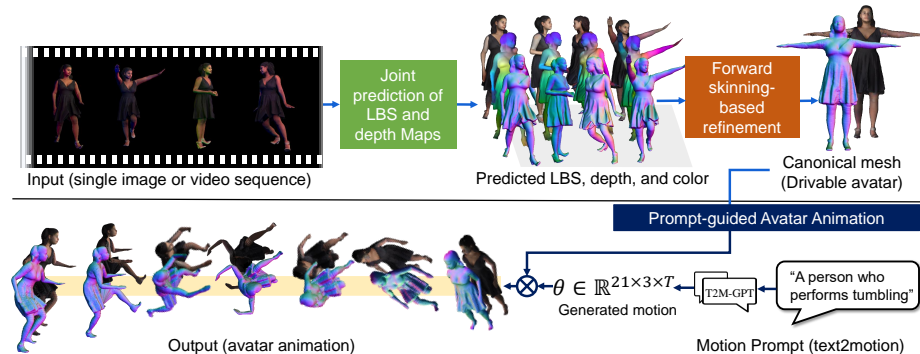 Joint
prediction of
LBS and
depth Maps
Forward
skinning-
based
refinement
Input (single image or video sequence)
Predicted LBS, depth, and color
Canonical mesh
(Drivable avatar)
Prompt-guided Avatar Animation
θ ∈ ℝ^{21×3×T}
Generated motion
T2M-GPT
“A person who
performs tumbling”
Output (avatar animation)
Motion Prompt (text2motion)